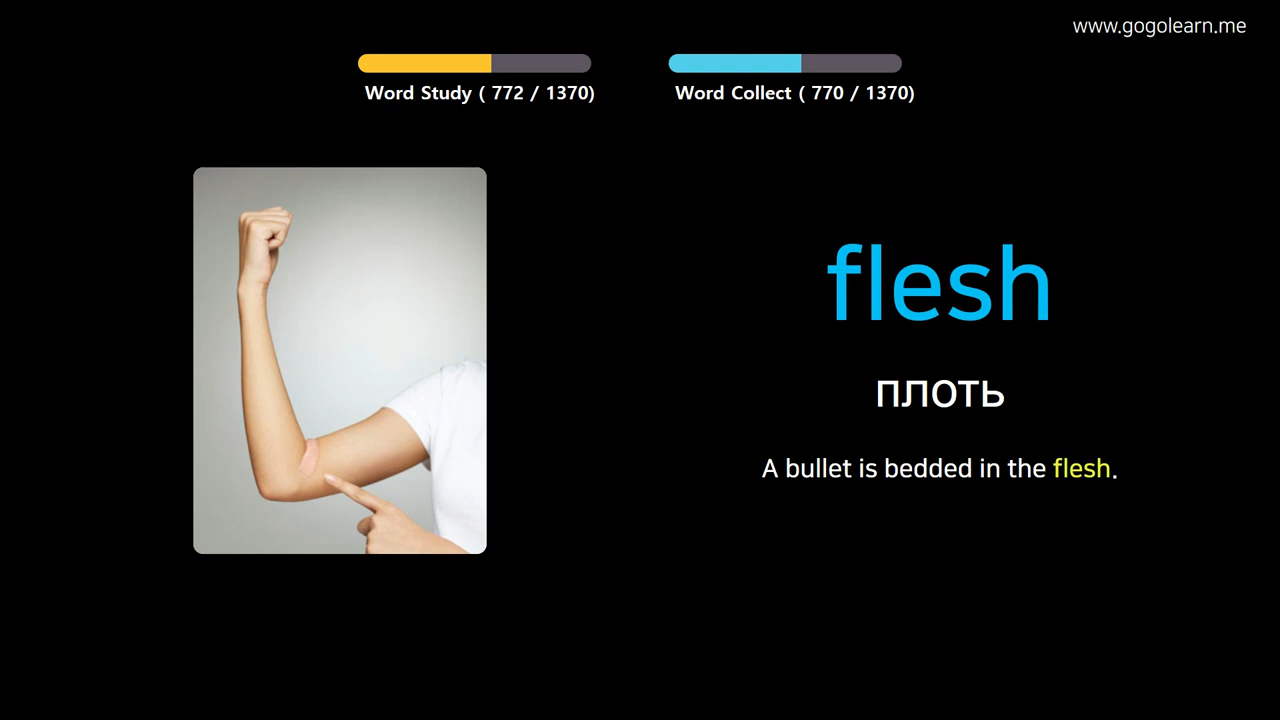 www.gogolearn.me
Word Study ( 772 / 1370)
Word Collect ( 770 / 1370)
flesh
плоть
A bullet is bedded in the flesh.